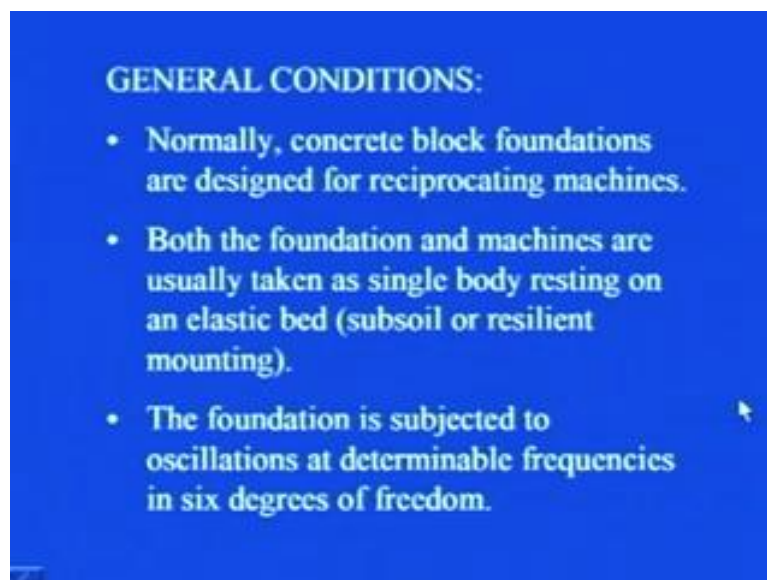 GENERAL CONDITIONS:
• Normally, concrete block foundations
are designed for reciprocating machines.
• Both the foundation and machines are
usually taken as single body resting on
an elastic bed (subsoil or resilient
mounting).
• The foundation is subjected to
oscillations at determinable frequencies
in six degrees of freedom.